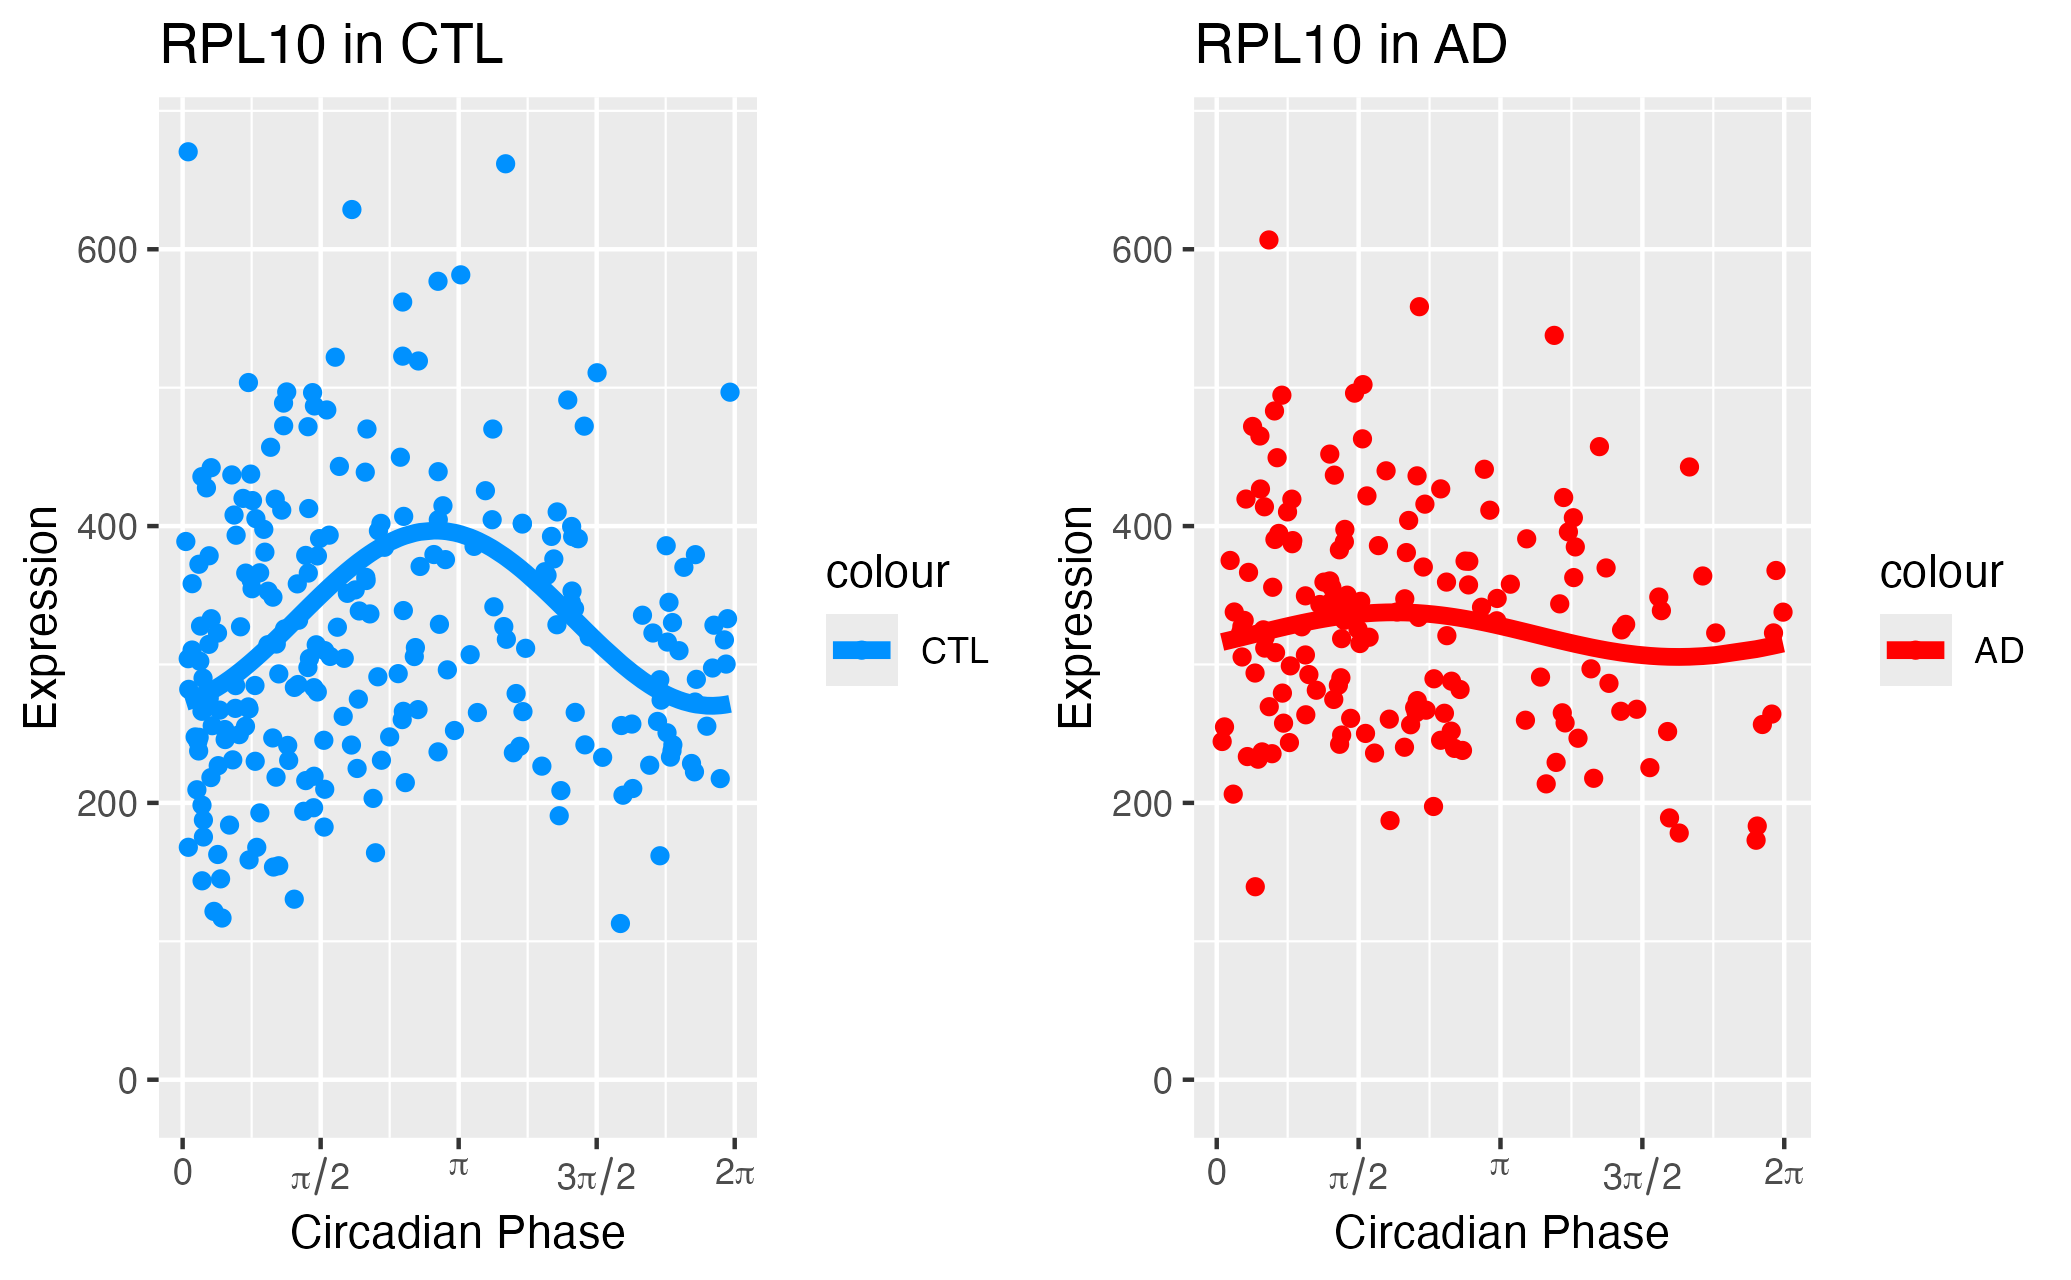 RPL10 in CTL
Expression
600
400
200
0
0 π/2 π 3π/2 2π
Circadian Phase
colour
CTL
RPL10 in AD
Expression
600
400
200
0
0 π/2 π 3π/2 2π
Circadian Phase
colour
AD